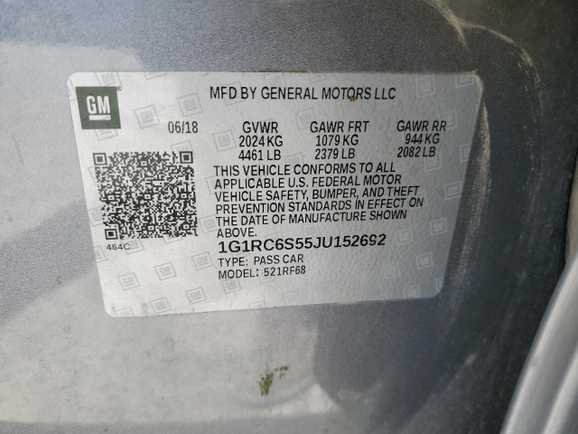 GM
MFD BY GENERAL MOTORS LLC
06/18 GVWR GAWR FRT GAWR RR
2024 KG 1079 KG 944 KG
4461 LB 2379 LB 2082 LB
THIS VEHICLE CONFORMS TO ALL
APPLICABLE U.S. FEDERAL MOTOR
VEHICLE SAFETY, BUMPER, AND THEFT
PREVENTION STANDARDS IN EFFECT ON
THE DATE OF MANUFACTURE SHOWN
ABOVE.
464C
1G1RC6S55JU152692
TYPE: PASS CAR
MODEL: 521RF68